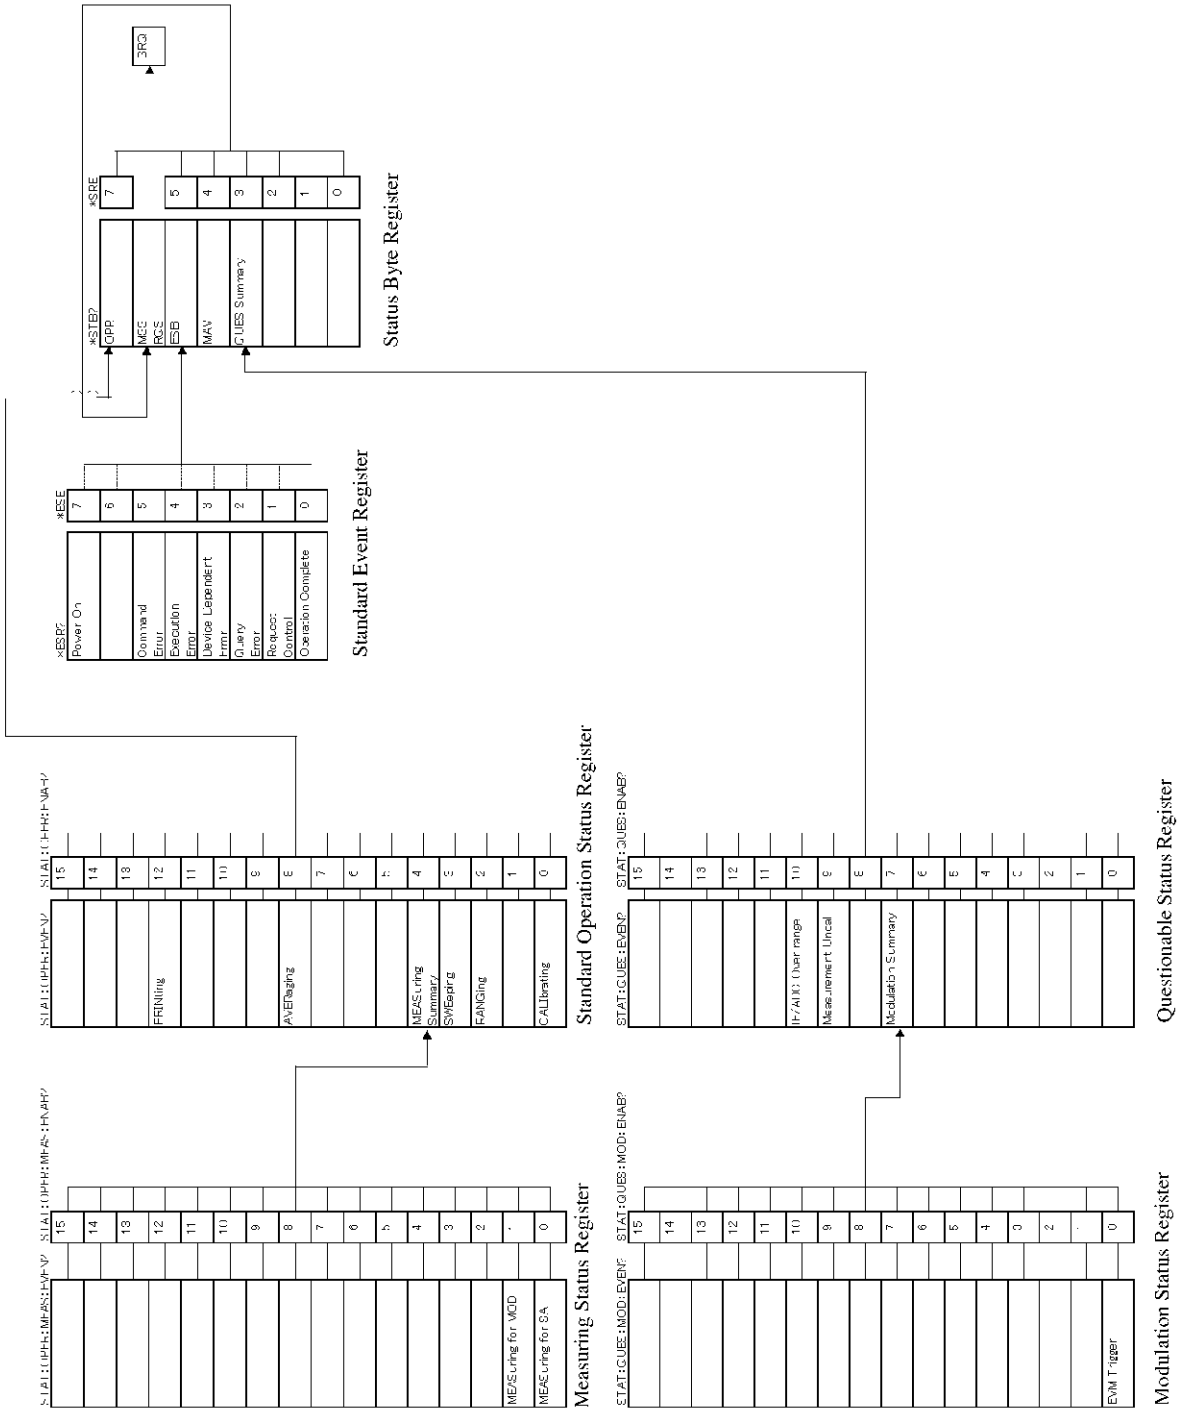 SRQ
*SRE
7
5
4
3
2
1
0
*STB?
OPR
MSS
RQS
ESB
MAV
QUES Summary
Status Byte Register
*ESE
7
6
5
4
3
2
1
0
*ESR?
Power On
Command
Error
Execution
Error
Device Dependent
Error
Query
Error
Request
Control
Operation Complete
Standard Event Register
STAT:OPER:ENAB?
15
14
13
12
11
10
9
8
7
6
5
4
3
2
1
0
STAT:OPER:EVEN?
PRINting
AVERaging
MEASuring
Summary
SWEeping
RANGing
CALIbrating
Standard Operation Status Register
STAT:QUES:ENAB?
15
14
13
12
11
10
9
8
7
6
5
4
3
2
1
0
STAT:QUES:EVEN?
IF/ADC Over range
Measurement Uncal
Modulation Summary
Questionable Status Register
STAT:OPER:MEAS:ENAB?
15
14
13
12
11
10
9
8
7
6
5
4
3
2
0
STAT:OPER:MEAS:EVEN?
MEASuring for MOD
MEASuring for SA
Measuring Status Register
STAT:QUES:MOD:ENAB?
15
14
13
12
11
10
9
8
7
6
5
4
3
2
0
STAT:QUES:MOD:EVEN?
EVM Trigger
Modulation Status Register